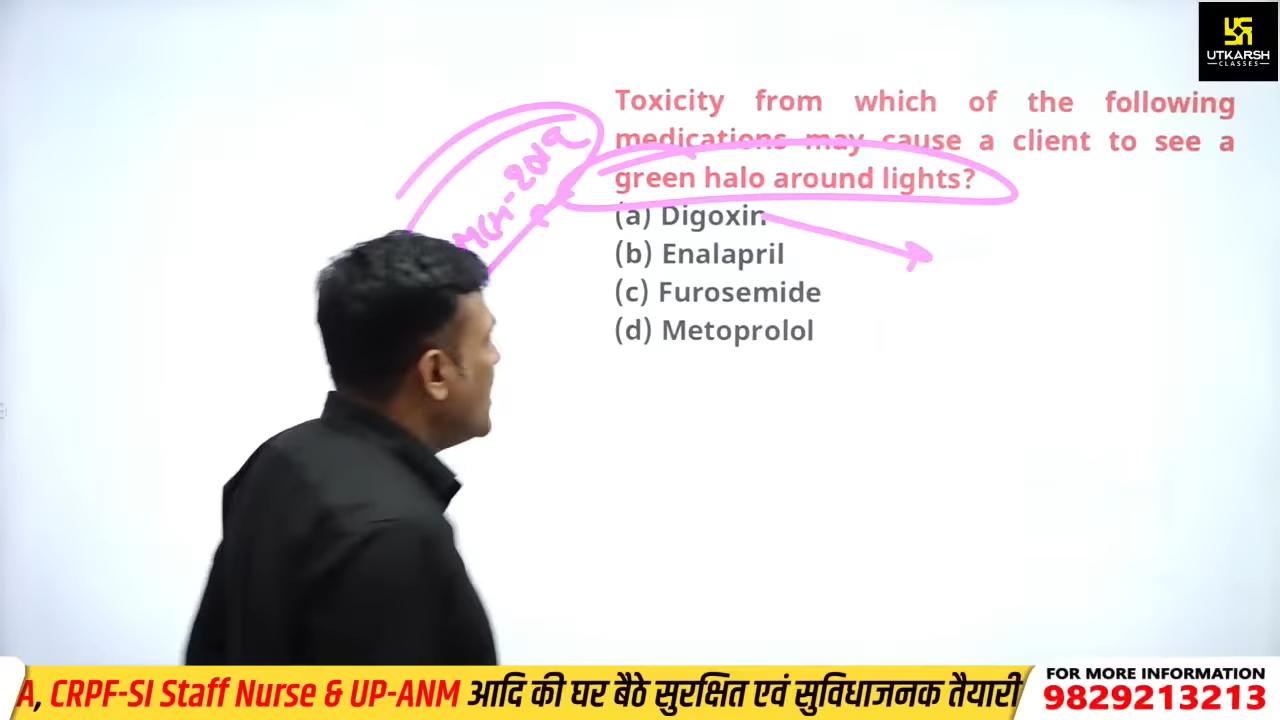 UTKARSH
CLASSES
Toxicity from which of the following
medications may cause a client to see a
green halo around lights?
(a) Digoxin
(b) Enalapril
(c) Furosemide
(d) Metoprolol
A, CRPF-SI Staff Nurse & UP-ANM आदि की घर बैठे सुरक्षित एवं सुविधाजनक तैयारी
FOR MORE INFORMATION
9829213213